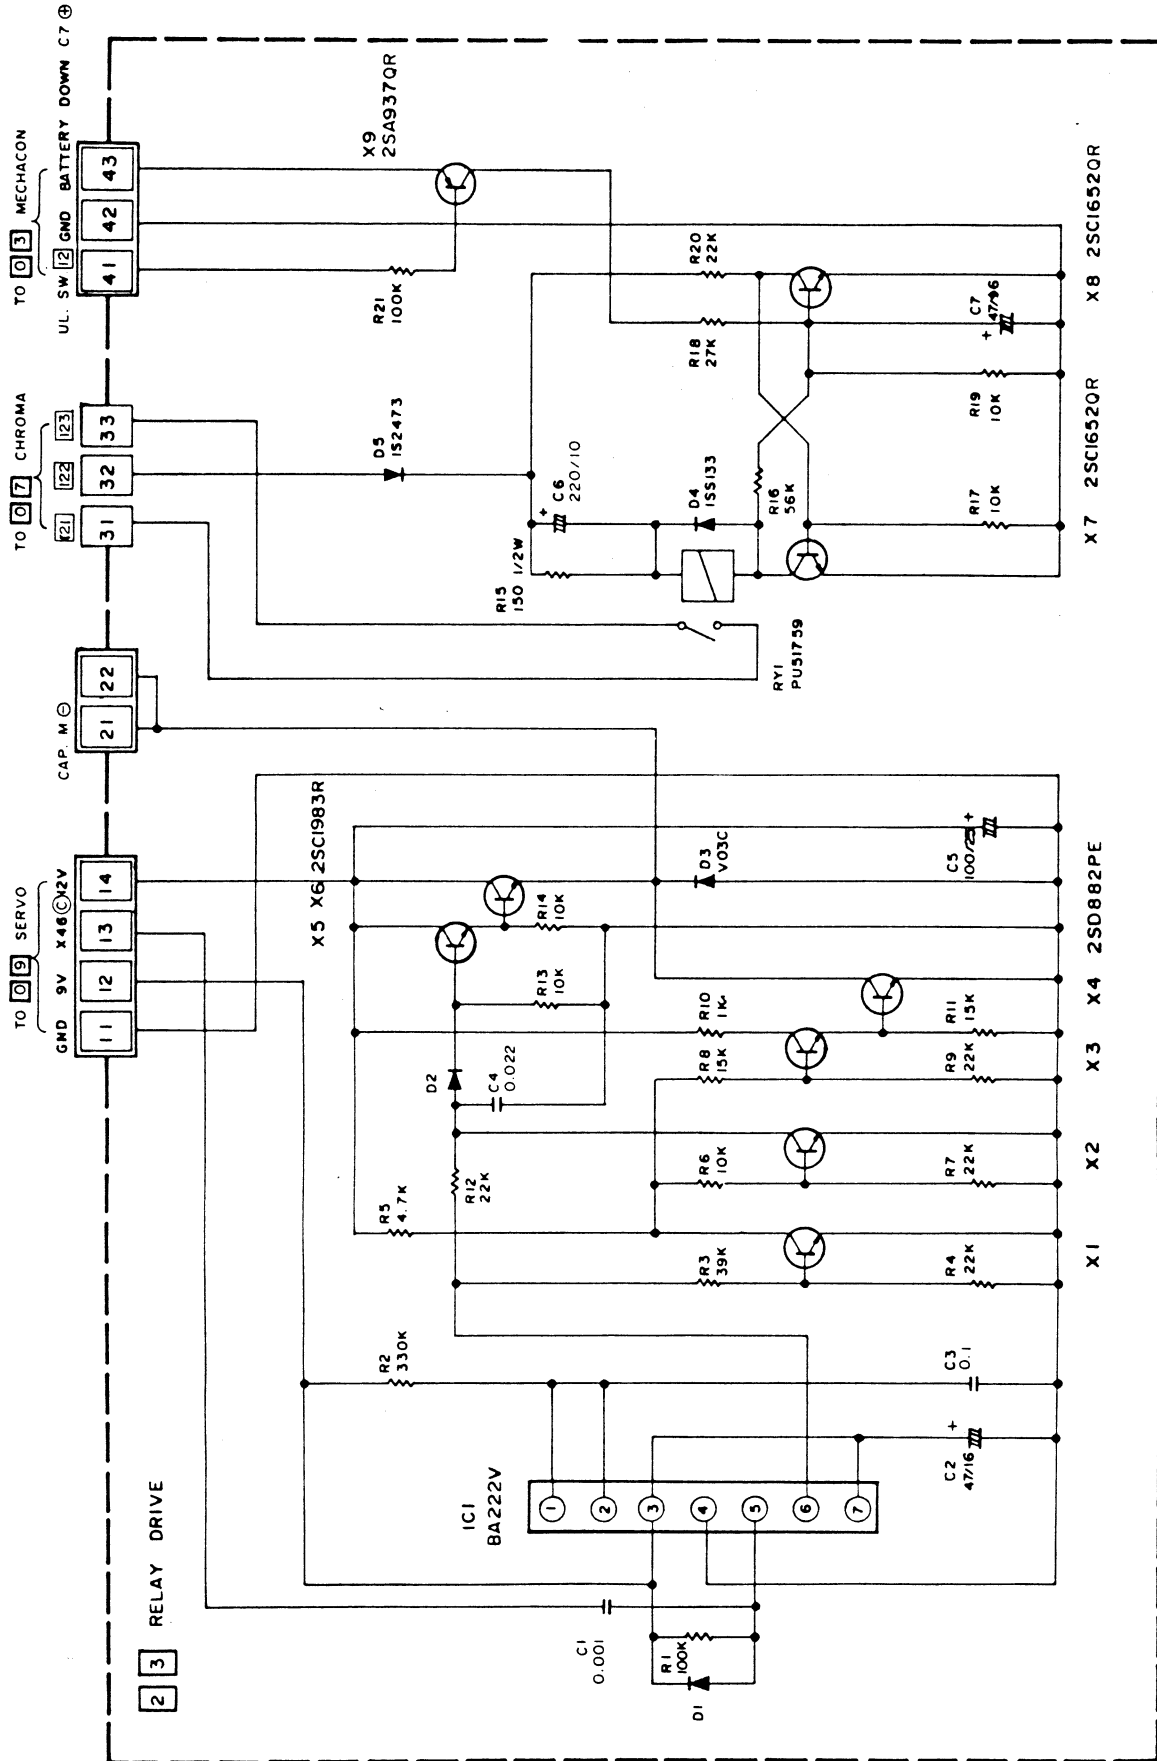 2 3 RELAY DRIVE
TO 0 9 SERVO
GND 9V X46 C 12V
11 12 13 14
CAP. M ⊖
21 22
TO 0 7 CHROMA
121 122 123
31 32 33
TO 0 3 MECHACON
UL. SW 12 GND BATTERY DOWN C7 ⊕
41 42 43
X9
2SA937QR
R21
100K
D5
1S2473
R2
330K
R5
4.7K
X5 X6 2SC1983R
R12
22K
D2
C4
0.022
R13
10K
R14
10K
R15
150 1/2W
C6
220/10
+
IC1
BA222V
1
2
3
4
5
6
7
C1
0.001
R1
100K
D1
R3
39K
R6
10K
R8
15K
R10
1K
D3
V03C
RY1
PU51759
D4
1SS133
R16
56K
R18
27K
R20
22K
C2
47/16
+
C3
0.1
R4
22K
R7
22K
R9
22K
R11
15K
C5
100/25
+
R17
10K
R19
10K
C7
+
X1 X2 X3 X4 2SD882PE
X7 2SC1652QR
X8 2SC1652QR